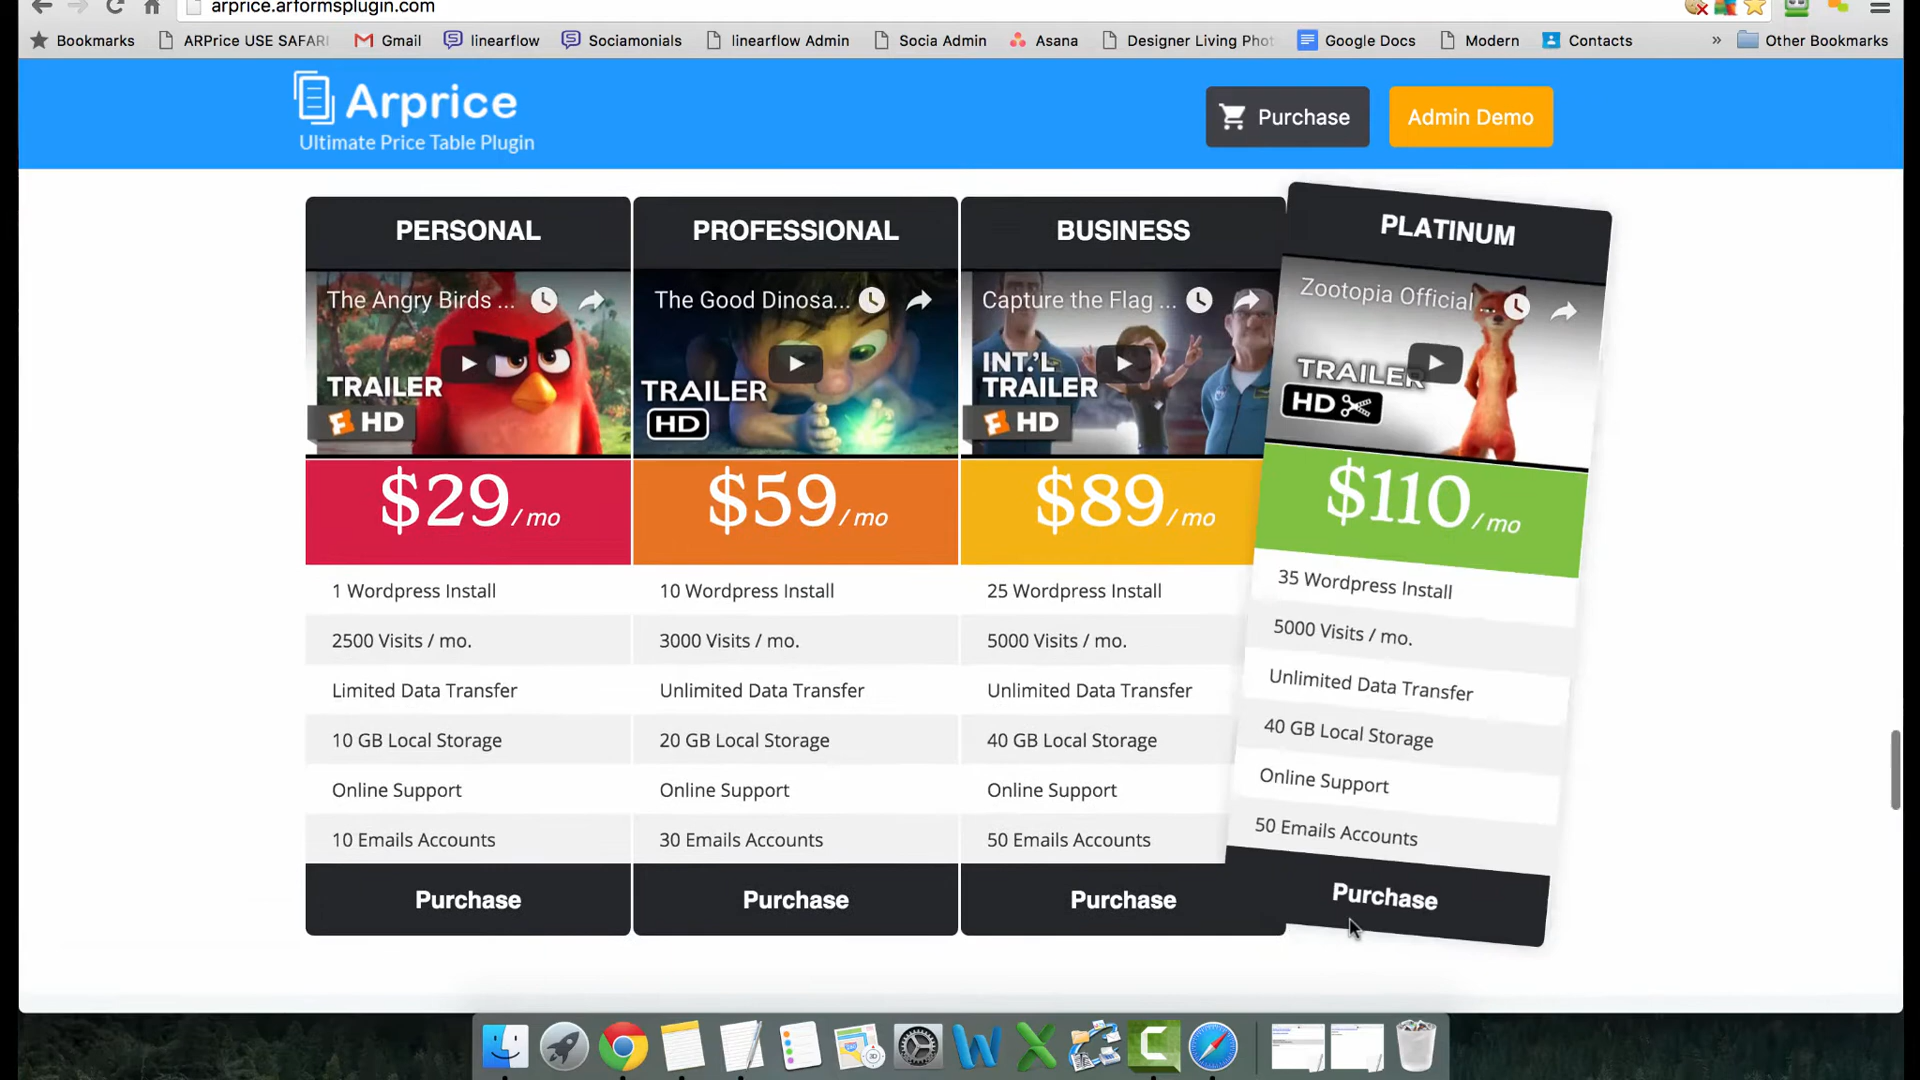 arprice.arformsplugin.com
Bookmarks ARPrice USE SAFARI Gmail linearflow Sociamonials linearflow Admin Socia Admin Asana Designer Living Phot Google Docs Modern Contacts » Other Bookmarks
Arprice
Ultimate Price Table Plugin
Purchase
Admin Demo
PERSONAL
The Angry Birds ...
TRAILER
HD
$29 / mo
1 Wordpress Install
2500 Visits / mo.
Limited Data Transfer
10 GB Local Storage
Online Support
10 Emails Accounts
Purchase
PROFESSIONAL
The Good Dinosa...
TRAILER
HD
$59 / mo
10 Wordpress Install
3000 Visits / mo.
Unlimited Data Transfer
20 GB Local Storage
Online Support
30 Emails Accounts
Purchase
BUSINESS
Capture the Flag ...
INT.'L
TRAILER
HD
$89 / mo
25 Wordpress Install
5000 Visits / mo.
Unlimited Data Transfer
40 GB Local Storage
Online Support
50 Emails Accounts
Purchase
PLATINUM
Zootopia Official ...
TRAILER
HD
$110 / mo
35 Wordpress Install
5000 Visits / mo.
Unlimited Data Transfer
40 GB Local Storage
Online Support
50 Emails Accounts
Purchase